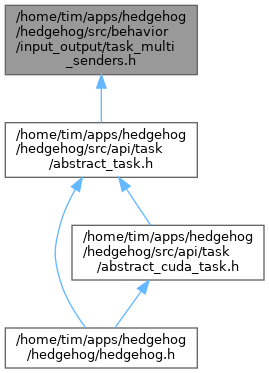 /home/tim/apps/hedgehog
/hedgehog/src/behavior
/input_output/task_multi
_senders.h
/home/tim/apps/hedgehog
/hedgehog/src/api/task
/abstract_task.h
/home/tim/apps/hedgehog
/hedgehog/src/api/task
/abstract_cuda_task.h
/home/tim/apps/hedgehog
/hedgehog/hedgehog.h